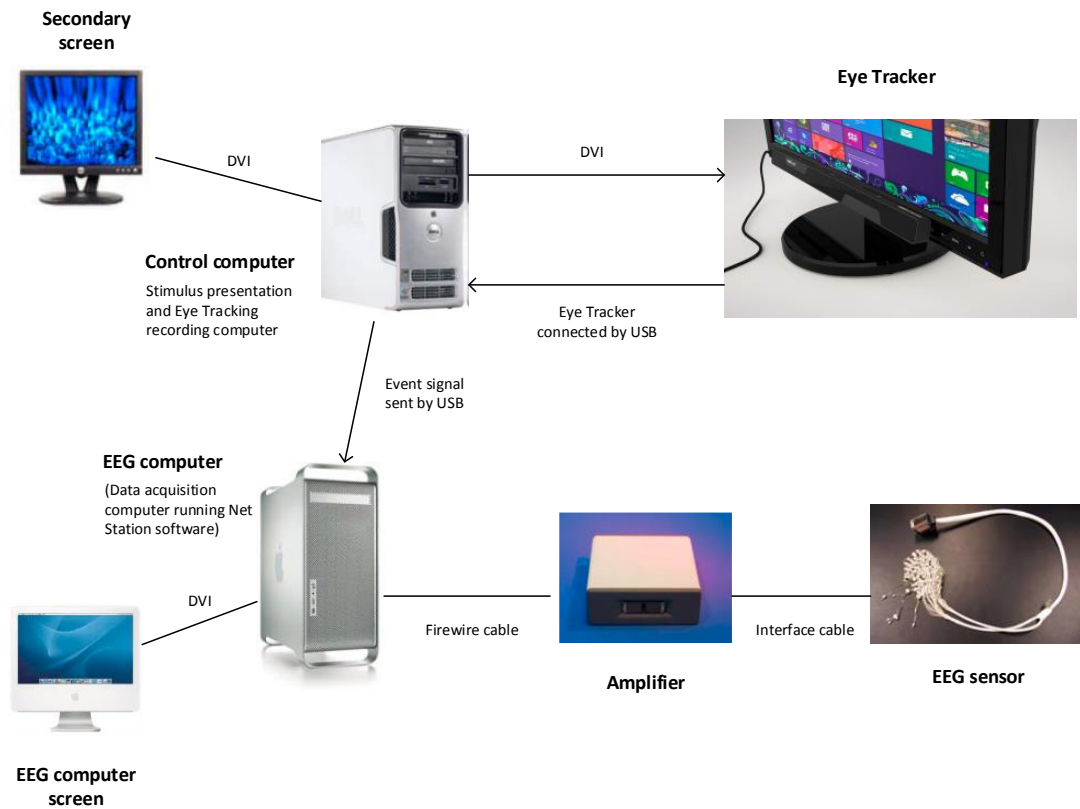 Secondary
screen
Eye Tracker
DVI
DVI
Control computer
Stimulus presentation
and Eye Tracking
recording computer
Eye Tracker
connected by USB
Event signal
sent by USB
EEG computer
(Data acquisition
computer running Net
Station software)
DVI
Firewire cable
Interface cable
Amplifier
EEG sensor
EEG computer
screen